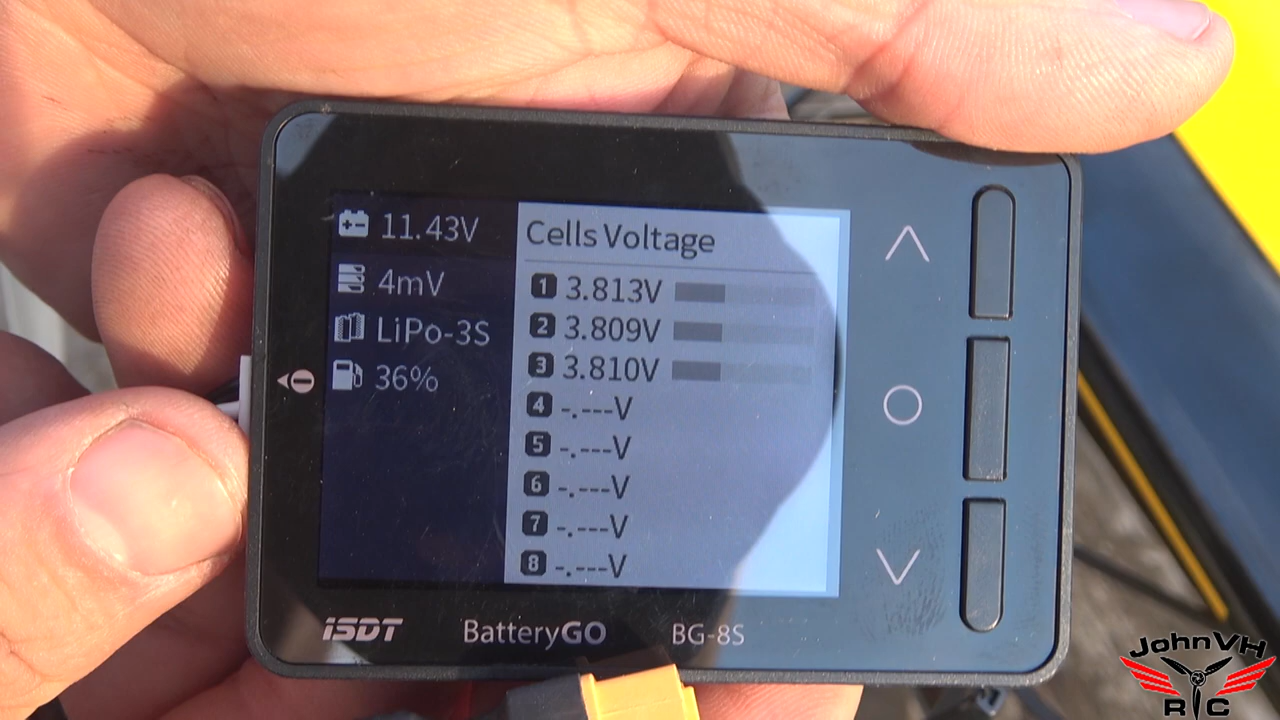 11.43V
4mV
LiPo-3S
36%
Cells Voltage
1 3.813V
2 3.809V
3 3.810V
4 -.---V
5 -.---V
6 -.---V
7 -.---V
8 -.---V
iSDT BatteryGO BG-8S
JohnVH
RC